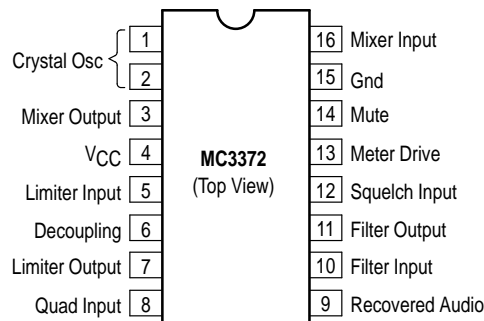 Crystal Osc 1 16 Mixer Input
2 15 Gnd
Mixer Output 3 14 Mute
VCC 4 13 Meter Drive
MC3372
(Top View)
Limiter Input 5 12 Squelch Input
Decoupling 6 11 Filter Output
Limiter Output 7 10 Filter Input
Quad Input 8 9 Recovered Audio